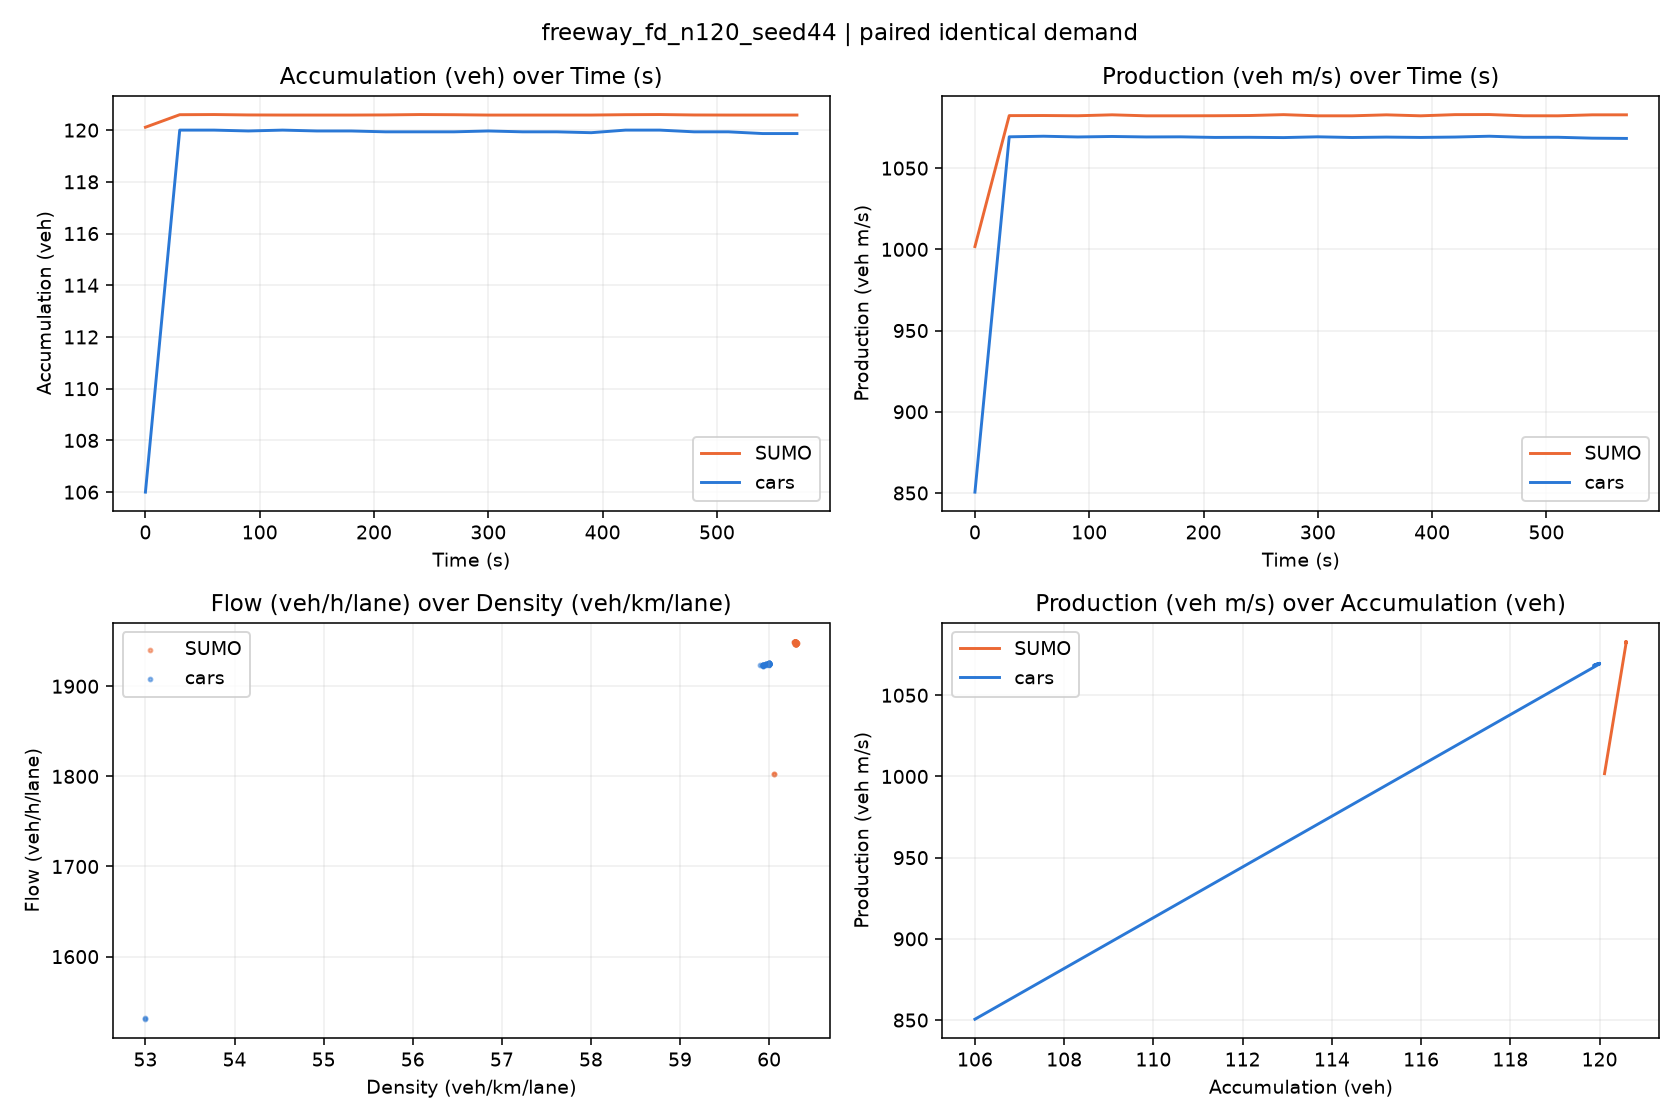 freeway_fd_n120_seed44 | paired identical demand
Accumulation (veh) over Time (s)
Accumulation (veh)
120
118
116
114
112
110
108
106
0
100
200
300
400
500
Time (s)
SUMO
cars
Production (veh m/s) over Time (s)
Production (veh m/s)
1050
1000
950
900
850
0
100
200
300
400
500
Time (s)
SUMO
cars
Flow (veh/h/lane) over Density (veh/km/lane)
Flow (veh/h/lane)
1900
1800
1700
1600
53
54
55
56
57
58
59
60
Density (veh/km/lane)
SUMO
cars
Production (veh m/s) over Accumulation (veh)
Production (veh m/s)
1050
1000
950
900
850
106
108
110
112
114
116
118
120
Accumulation (veh)
SUMO
cars